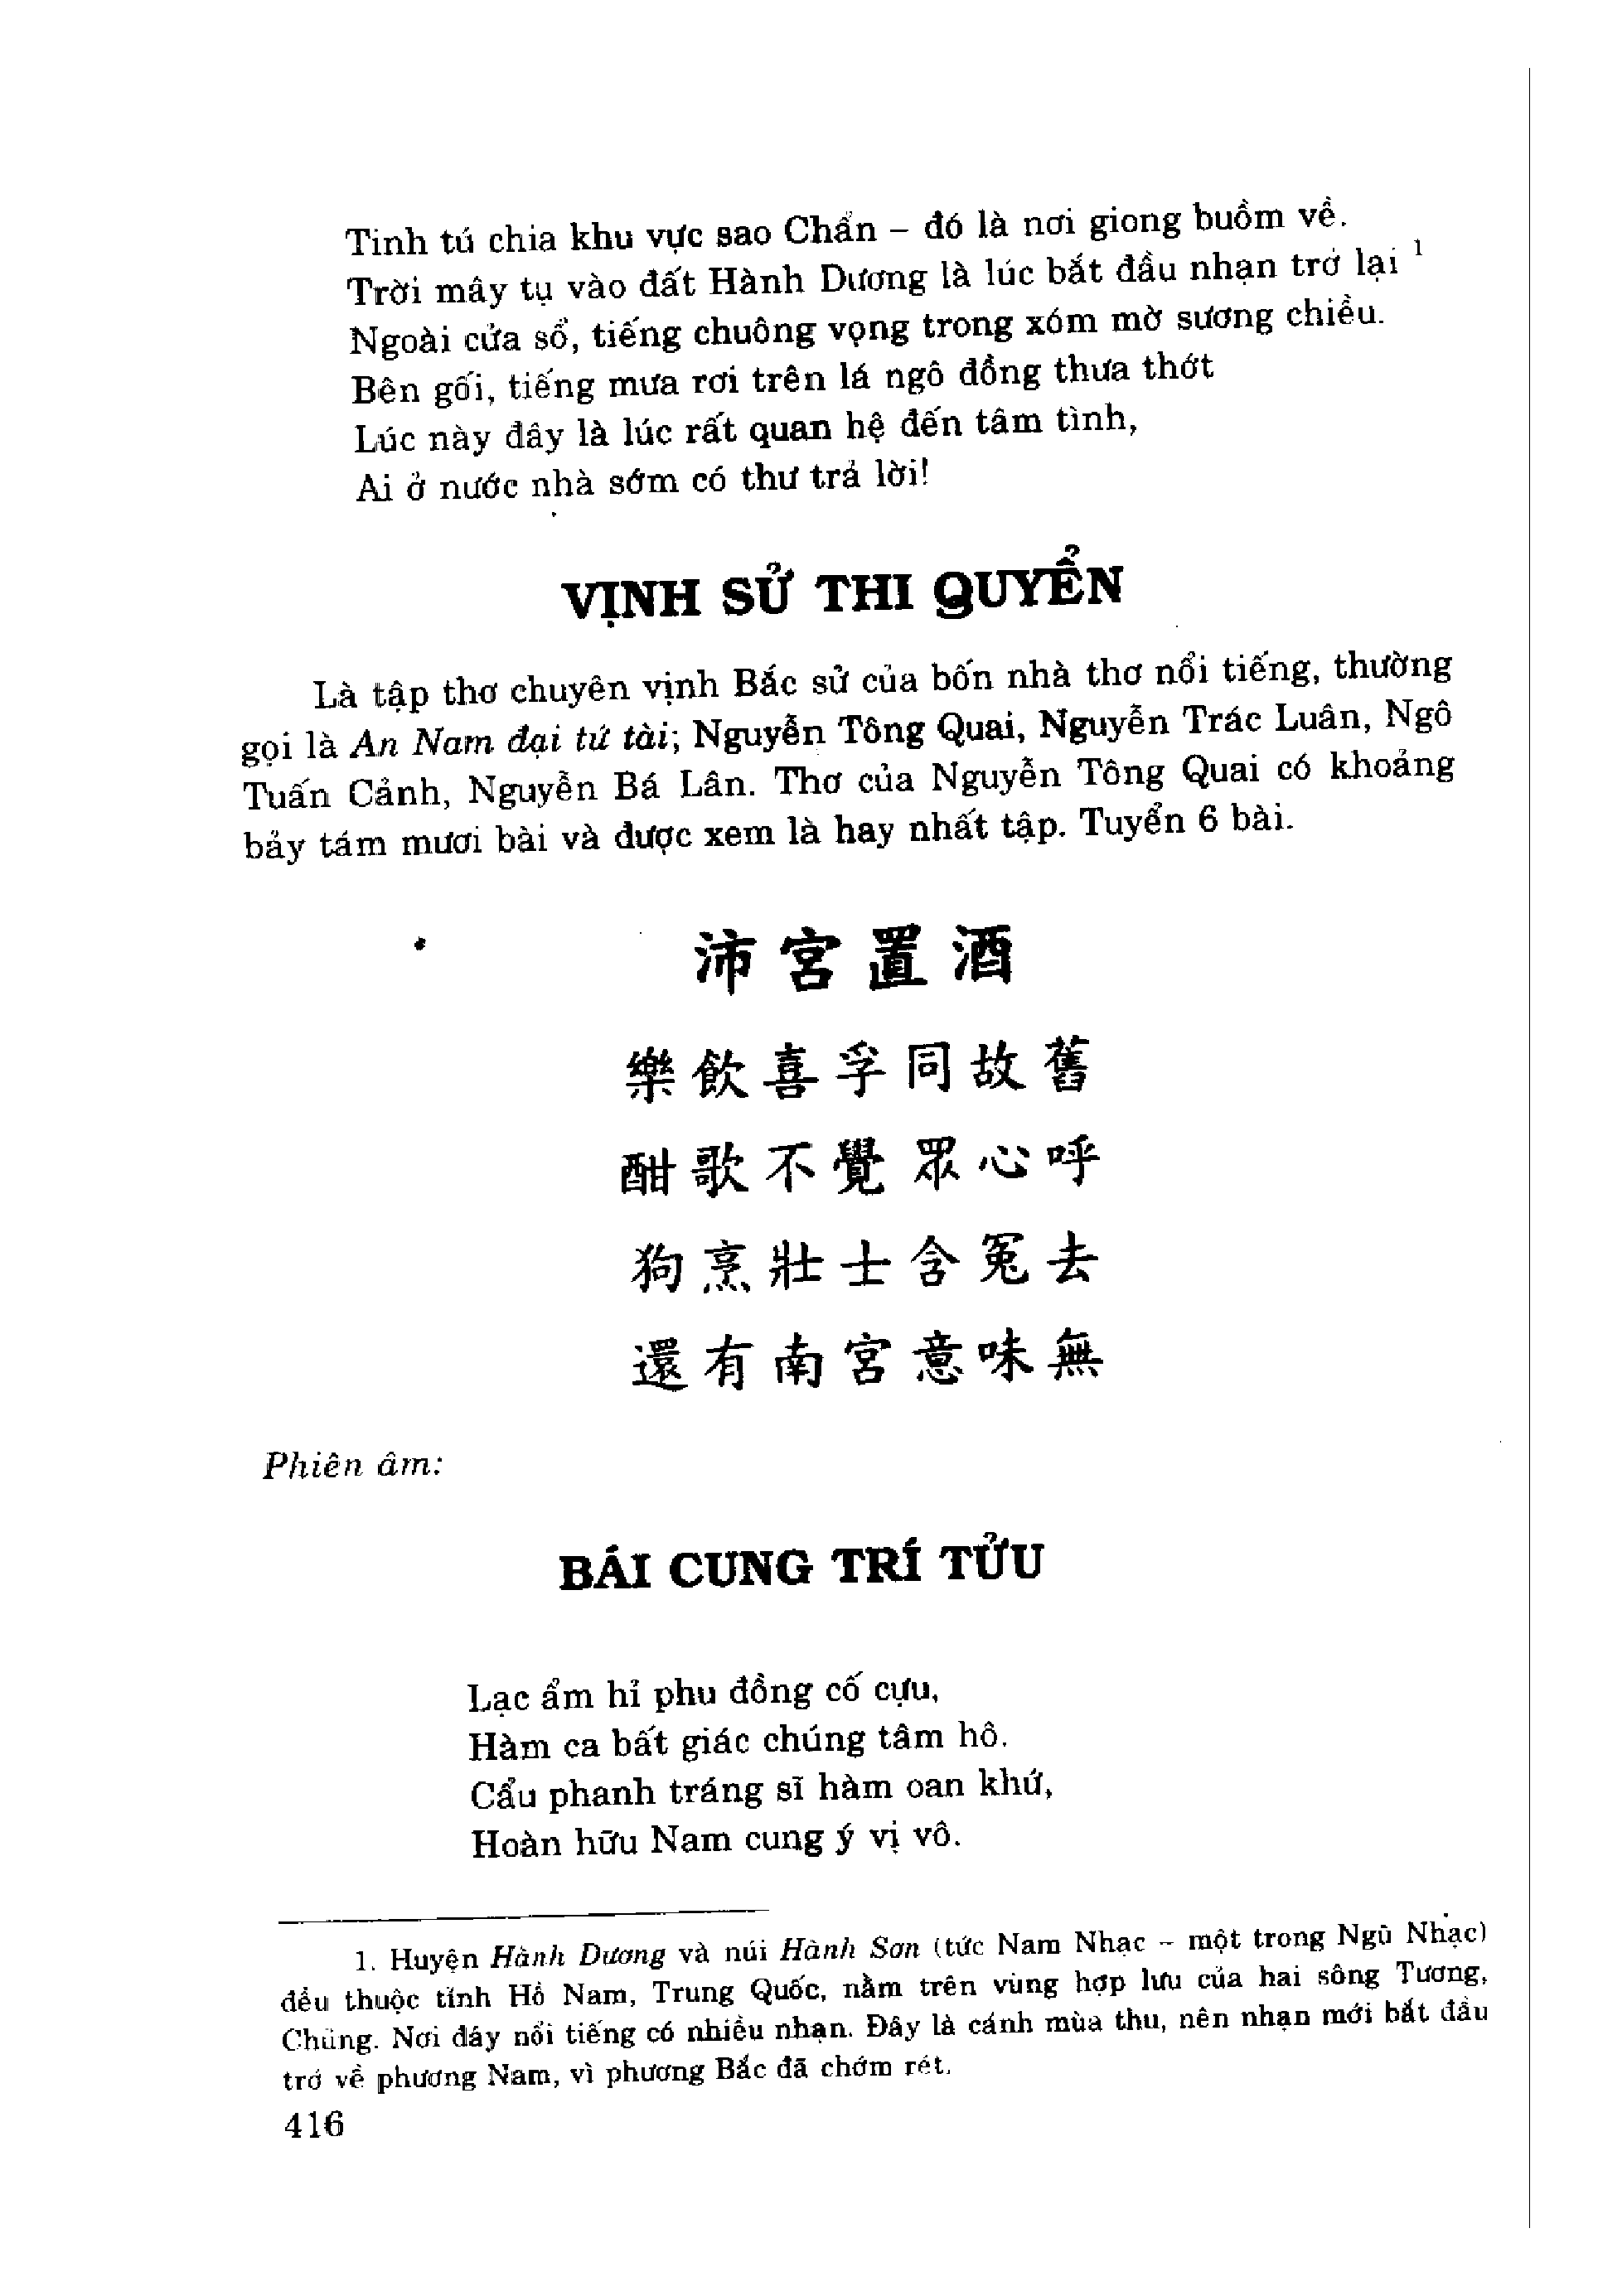 Tinh tú chia khu vực sao Chẩn – đó là nơi giong buồm về.
Trời mây tụ vào đất Hành Dương là lúc bắt đầu nhạn trở lại ¹
Ngoài cửa sổ, tiếng chuông vọng trong xóm mờ sương chiều.
Bên gối, tiếng mưa rơi trên lá ngô đồng thưa thớt
Lúc này đây là lúc rất quan hệ đến tâm tình,
Ai ở nước nhà sớm có thư trả lời!
VỊNH SỬ THI QUYỂN
Là tập thơ chuyên vịnh Bắc sử của bốn nhà thơ nổi tiếng, thường
gọi là An Nam đại tứ tài; Nguyễn Tông Quai, Nguyễn Trác Luân, Ngô
Tuấn Cảnh, Nguyễn Bá Lân. Thơ của Nguyễn Tông Quai có khoảng
bảy tám mươi bài và được xem là hay nhất tập. Tuyển 6 bài.
沛宮置酒
樂飲喜孚同故舊
酣歌不覺眾心呼
狗烹壯士含冤去
還有南宮意味無
Phiên âm:
BÁI CUNG TRÍ TỬU
Lạc ẩm hỉ phu đồng cố cựu,
Hàm ca bất giác chúng tâm hô.
Cẩu phanh tráng sĩ hàm oan khứ,
Hoàn hữu Nam cung ý vị vô.
1. Huyện Hành Dương và núi Hành Sơn (tức Nam Nhạc – một trong Ngũ Nhạc)
đều thuộc tỉnh Hồ Nam, Trung Quốc, nằm trên vùng hợp lưu của hai sông Tương,
Chưng. Nơi đây nổi tiếng có nhiều nhạn. Đây là cánh mùa thu, nên nhạn mới bắt đầu
trở về phương Nam, vì phương Bắc đã chớm rét.
416